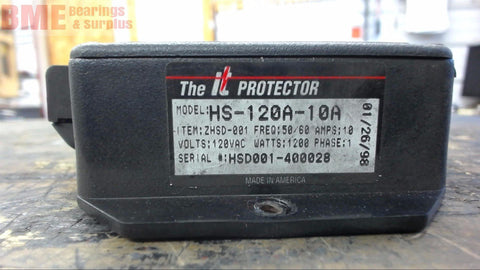 BME Bearings
& Surplus
The it PROTECTOR
MODEL: HS-120A-10A
ITEM: ZHSD-001 FREQ: 50/60 AMPS: 10
VOLTS: 120VAC WATTS: 1200 PHASE: 1
SERIAL #: HSD001-400028
01/26/98
MADE IN AMERICA